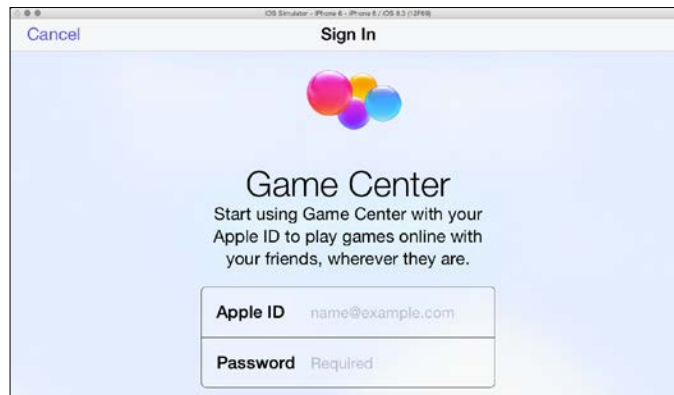 iOS Simulator - iPhone 6 - iPhone 6 / iOS 8.3 (12F69)
Cancel
Sign In
Game Center
Start using Game Center with your
Apple ID to play games online with
your friends, wherever they are.
Apple ID name@example.com
Password Required